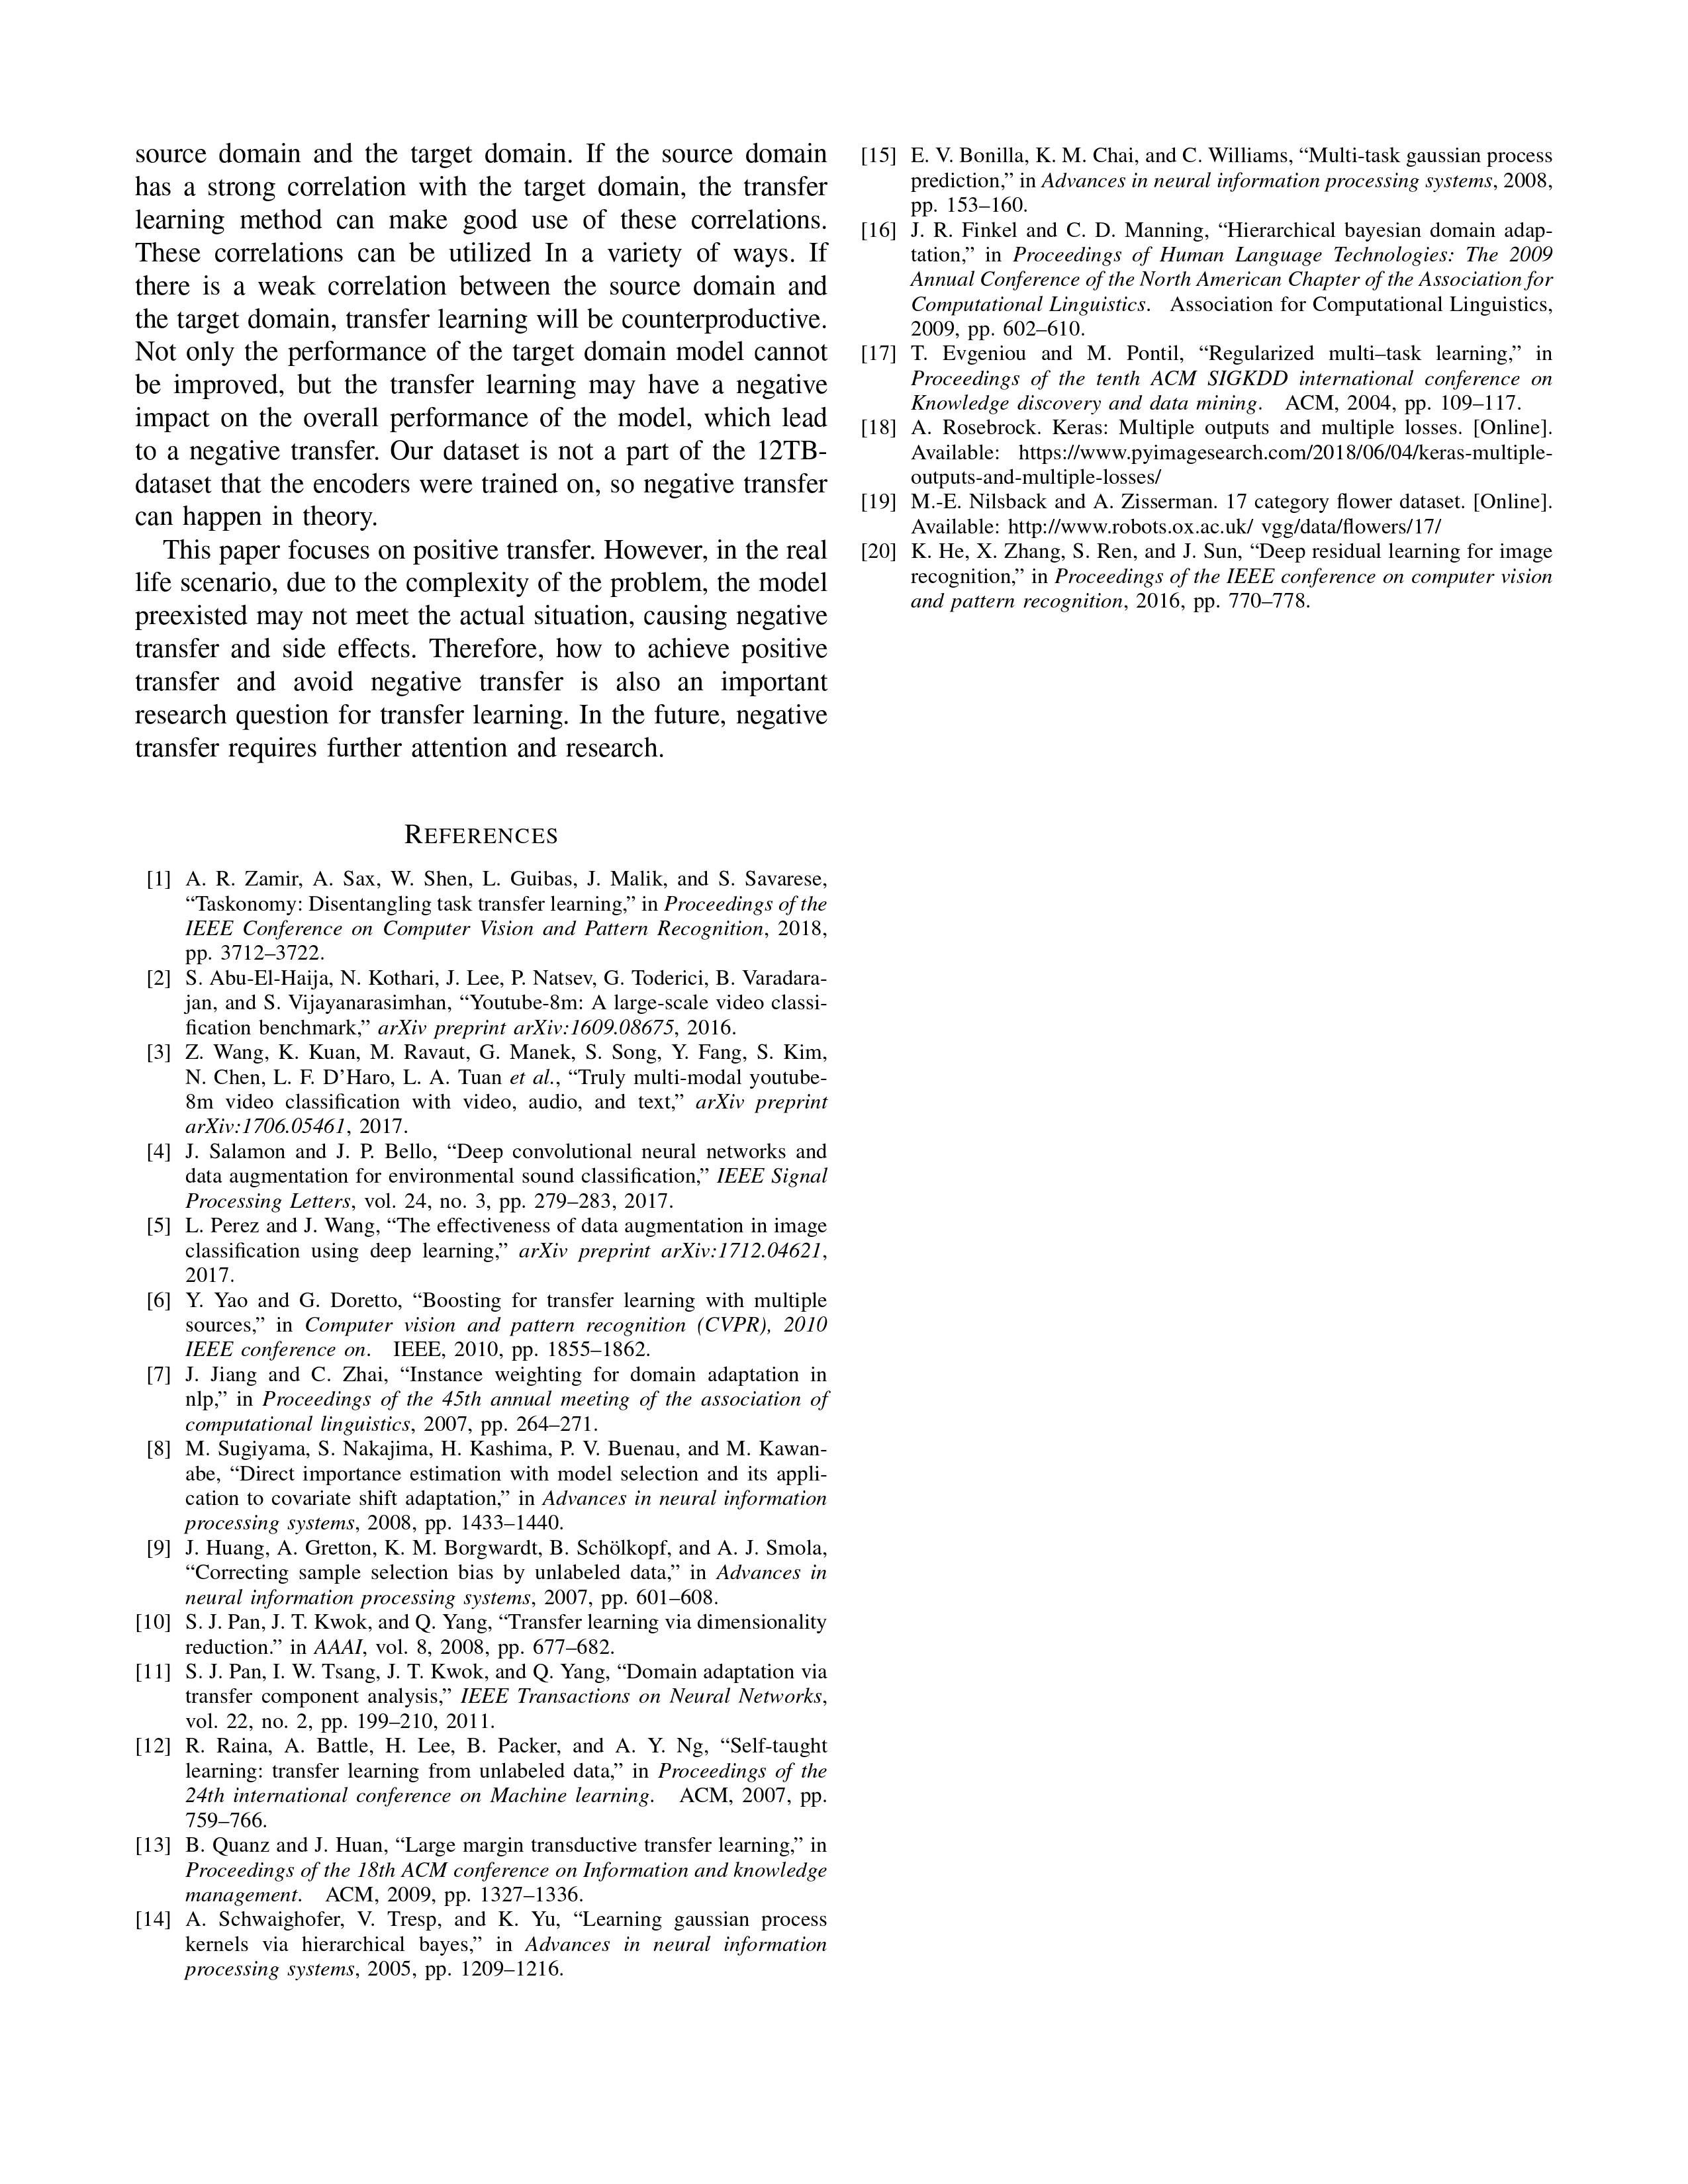 source domain and the target domain. If the source domain
has a strong correlation with the target domain, the transfer
learning method can make good use of these correlations.
These correlations can be utilized In a variety of ways. If
there is a weak correlation between the source domain and
the target domain, transfer learning will be counterproductive.
Not only the performance of the target domain model cannot
be improved, but the transfer learning may have a negative
impact on the overall performance of the model, which lead
to a negative transfer. Our dataset is not a part of the 12TB-
dataset that the encoders were trained on, so negative transfer
can happen in theory.
This paper focuses on positive transfer. However, in the real
life scenario, due to the complexity of the problem, the model
preexisted may not meet the actual situation, causing negative
transfer and side effects. Therefore, how to achieve positive
transfer and avoid negative transfer is also an important
research question for transfer learning. In the future, negative
transfer requires further attention and research.
REFERENCES
[1] A. R. Zamir, A. Sax, W. Shen, L. Guibas, J. Malik, and S. Savarese,
“Taskonomy: Disentangling task transfer learning,” in Proceedings of the
IEEE Conference on Computer Vision and Pattern Recognition, 2018,
pp. 3712–3722.
[2] S. Abu-El-Haija, N. Kothari, J. Lee, P. Natsev, G. Toderici, B. Varadara-
jan, and S. Vijayanarasimhan, “Youtube-8m: A large-scale video classi-
fication benchmark,” arXiv preprint arXiv:1609.08675, 2016.
[3] Z. Wang, K. Kuan, M. Ravaut, G. Manek, S. Song, Y. Fang, S. Kim,
N. Chen, L. F. D’Haro, L. A. Tuan et al., “Truly multi-modal youtube-
8m video classification with video, audio, and text,” arXiv preprint
arXiv:1706.05461, 2017.
[4] J. Salamon and J. P. Bello, “Deep convolutional neural networks and
data augmentation for environmental sound classification,” IEEE Signal
Processing Letters, vol. 24, no. 3, pp. 279–283, 2017.
[5] L. Perez and J. Wang, “The effectiveness of data augmentation in image
classification using deep learning,” arXiv preprint arXiv:1712.04621,
2017.
[6] Y. Yao and G. Doretto, “Boosting for transfer learning with multiple
sources,” in Computer vision and pattern recognition (CVPR), 2010
IEEE conference on. IEEE, 2010, pp. 1855–1862.
[7] J. Jiang and C. Zhai, “Instance weighting for domain adaptation in
nlp,” in Proceedings of the 45th annual meeting of the association of
computational linguistics, 2007, pp. 264–271.
[8] M. Sugiyama, S. Nakajima, H. Kashima, P. V. Buenau, and M. Kawan-
abe, “Direct importance estimation with model selection and its appli-
cation to covariate shift adaptation,” in Advances in neural information
processing systems, 2008, pp. 1433–1440.
[9] J. Huang, A. Gretton, K. M. Borgwardt, B. Schölkopf, and A. J. Smola,
“Correcting sample selection bias by unlabeled data,” in Advances in
neural information processing systems, 2007, pp. 601–608.
[10] S. J. Pan, J. T. Kwok, and Q. Yang, “Transfer learning via dimensionality
reduction.” in AAAI, vol. 8, 2008, pp. 677–682.
[11] S. J. Pan, I. W. Tsang, J. T. Kwok, and Q. Yang, “Domain adaptation via
transfer component analysis,” IEEE Transactions on Neural Networks,
vol. 22, no. 2, pp. 199–210, 2011.
[12] R. Raina, A. Battle, H. Lee, B. Packer, and A. Y. Ng, “Self-taught
learning: transfer learning from unlabeled data,” in Proceedings of the
24th international conference on Machine learning. ACM, 2007, pp.
759–766.
[13] B. Quanz and J. Huan, “Large margin transductive transfer learning,” in
Proceedings of the 18th ACM conference on Information and knowledge
management. ACM, 2009, pp. 1327–1336.
[14] A. Schwaighofer, V. Tresp, and K. Yu, “Learning gaussian process
kernels via hierarchical bayes,” in Advances in neural information
processing systems, 2005, pp. 1209–1216.
[15] E. V. Bonilla, K. M. Chai, and C. Williams, “Multi-task gaussian process
prediction,” in Advances in neural information processing systems, 2008,
pp. 153–160.
[16] J. R. Finkel and C. D. Manning, “Hierarchical bayesian domain adap-
tation,” in Proceedings of Human Language Technologies: The 2009
Annual Conference of the North American Chapter of the Association for
Computational Linguistics. Association for Computational Linguistics,
2009, pp. 602–610.
[17] T. Evgeniou and M. Pontil, “Regularized multi–task learning,” in
Proceedings of the tenth ACM SIGKDD international conference on
Knowledge discovery and data mining. ACM, 2004, pp. 109–117.
[18] A. Rosebrock. Keras: Multiple outputs and multiple losses. [Online].
Available: https://www.pyimagesearch.com/2018/06/04/keras-multiple-
outputs-and-multiple-losses/
[19] M.-E. Nilsback and A. Zisserman. 17 category flower dataset. [Online].
Available: http://www.robots.ox.ac.uk/ vgg/data/flowers/17/
[20] K. He, X. Zhang, S. Ren, and J. Sun, “Deep residual learning for image
recognition,” in Proceedings of the IEEE conference on computer vision
and pattern recognition, 2016, pp. 770–778.